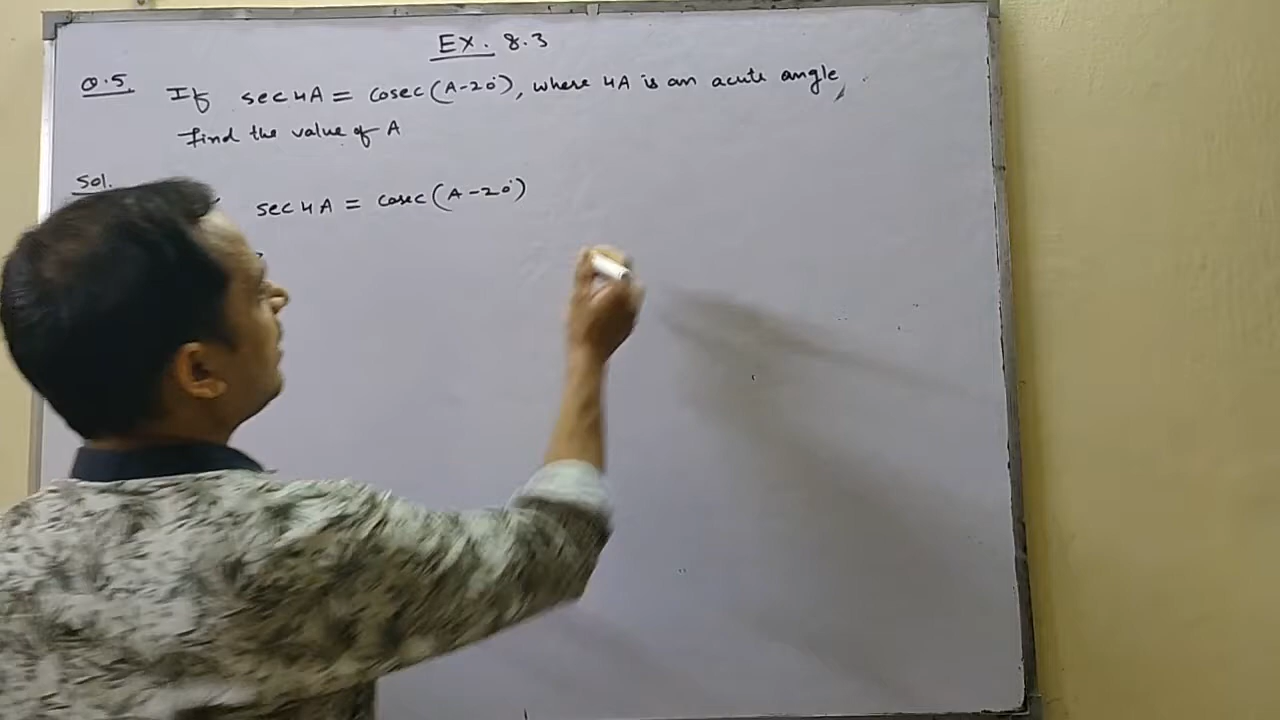 EX. 8.3
Q.5. If sec4A = cosec(A-20°), where 4A is an acute angle,
find the value of A
Sol.
sec4A = cosec(A-20°)